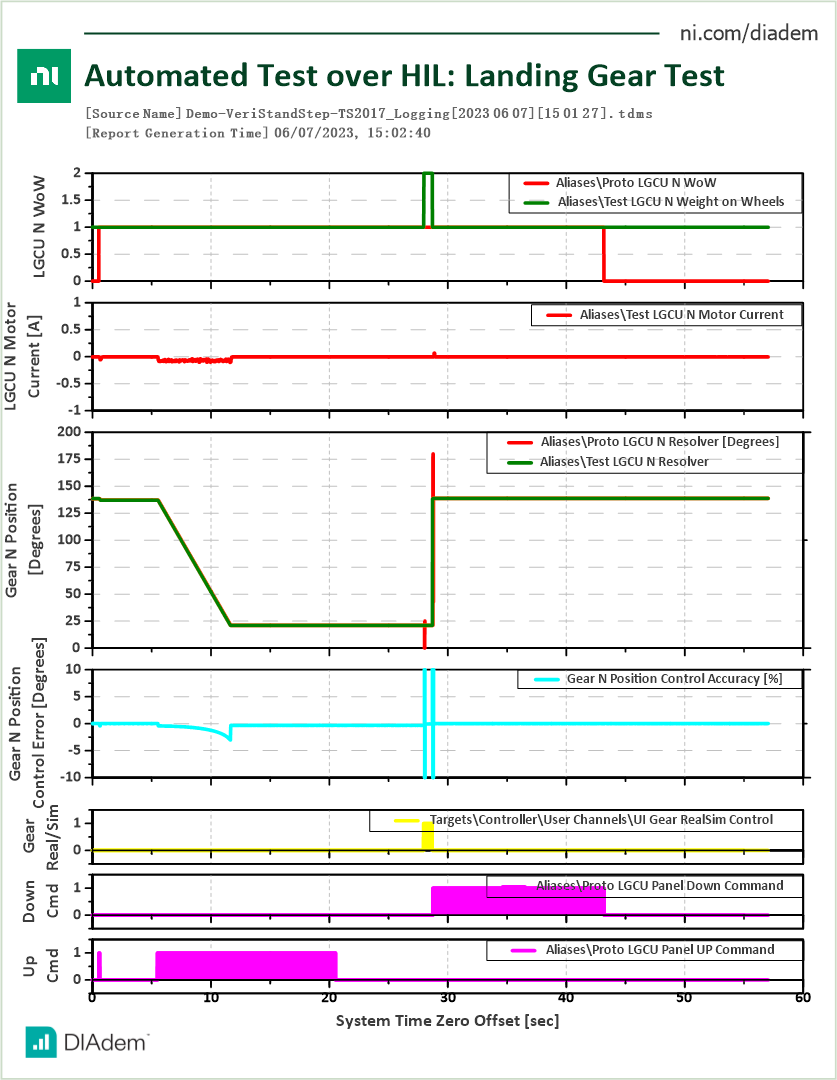 ni.com/diadem
ni
Automated Test over HIL: Landing Gear Test
[Source Name] Demo-VeriStandStep-TS2017_Logging[2023 06 07][15 01 27]. tdms
[Report Generation Time] 06/07/2023, 15:02:40
LGCU N WoW
2
1.5
1
0.5
0
Aliases\Proto LGCU N WoW
Aliases\Test LGCU N Weight on Wheels
LGCU N Motor
Current [A]
1
0.5
0
-0.5
-1
Aliases\Test LGCU N Motor Current
Gear N Position
[Degrees]
200
175
150
125
100
75
50
25
0
Aliases\Proto LGCU N Resolver [Degrees]
Aliases\Test LGCU N Resolver
Gear N Position
Control Error [Degrees]
10
5
0
-5
-10
Gear N Position Control Accuracy [%]
Gear
Real/Sim
1
0
Targets\Controller\User Channels\UI Gear RealSim Control
Down
Cmd
1
0
Aliases\Proto LGCU Panel Down Command
Up
Cmd
1
0
Aliases\Proto LGCU Panel UP Command
0 10 20 30 40 50 60
System Time Zero Offset [sec]
DIAdem™